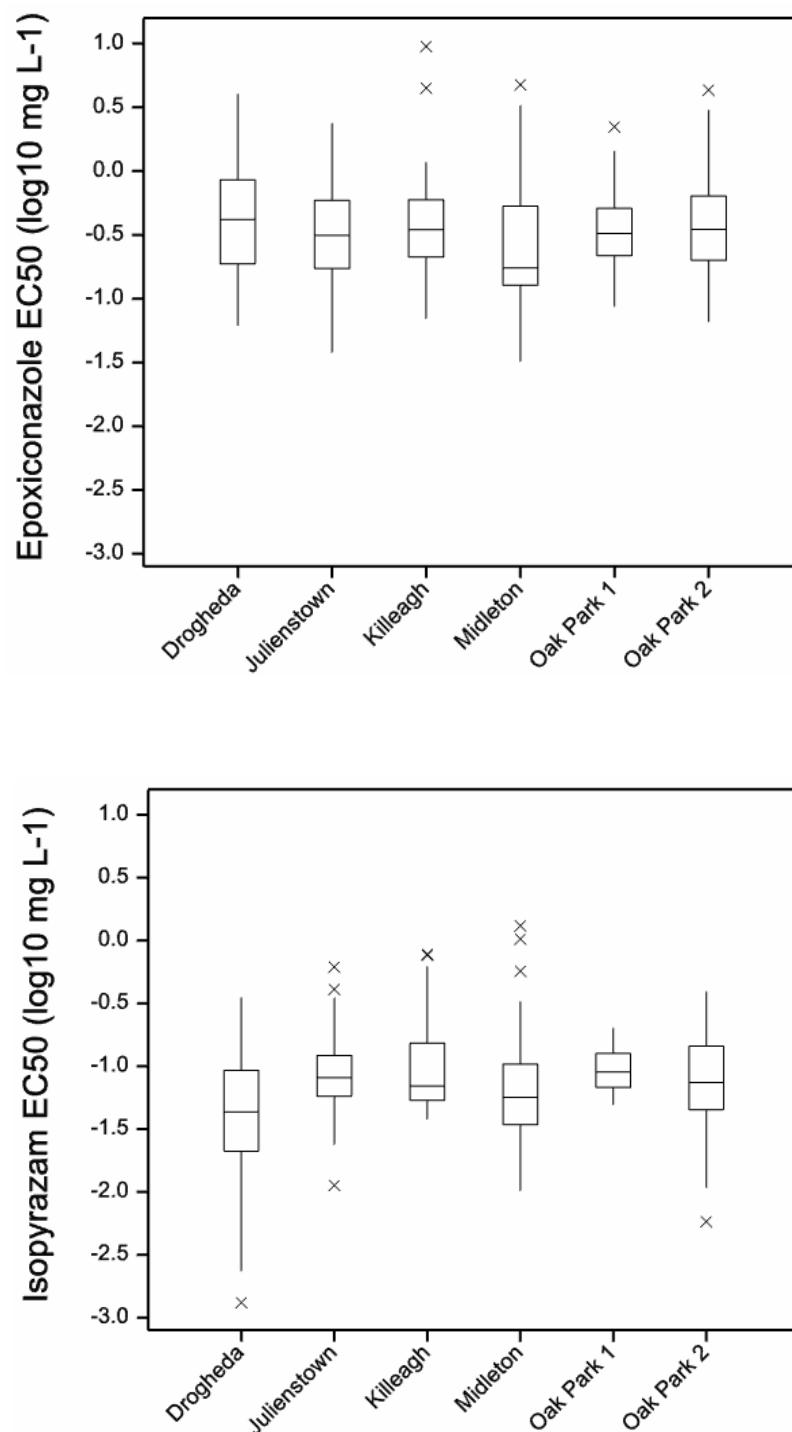 Epoxiconazole EC50 (log10 mg L-1)
1.0
0.5
0.0
-0.5
-1.0
-1.5
-2.0
-2.5
-3.0
Drogheda
Julienstown
Killeagh
Midleton
Oak Park 1
Oak Park 2
Isopyrazam EC50 (log10 mg L-1)
1.0
0.5
0.0
-0.5
-1.0
-1.5
-2.0
-2.5
-3.0
Drogheda
Julienstown
Killeagh
Midleton
Oak Park 1
Oak Park 2